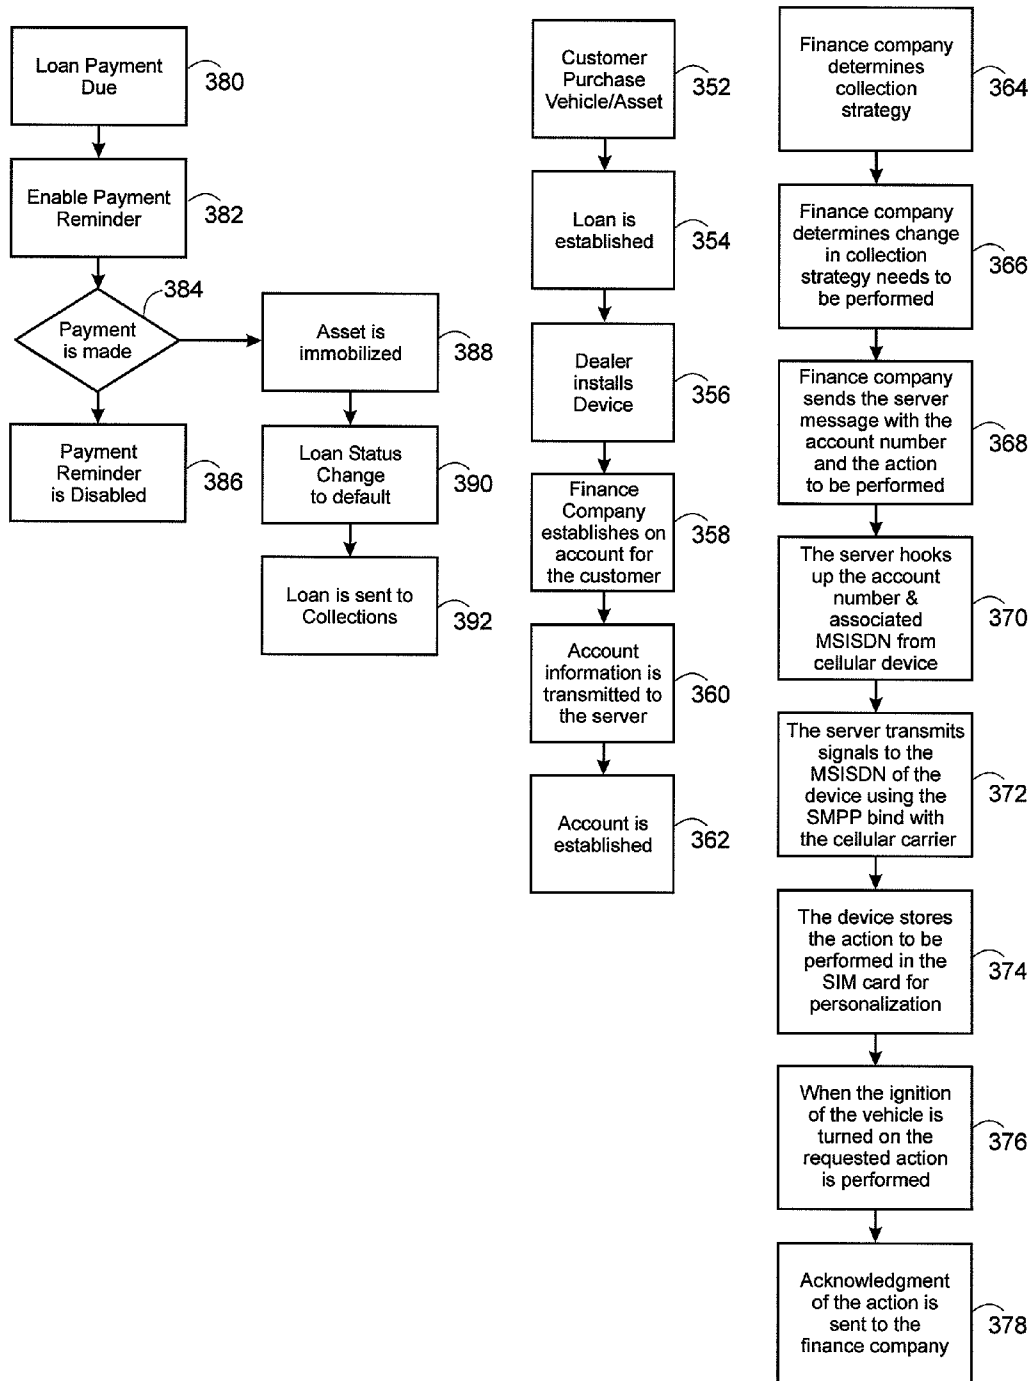 Loan Payment
Due
380
Enable Payment
Reminder
382
384
Payment
is made
Payment
Reminder
is Disabled
386
Asset is
immobilized
388
Loan Status
Change
to default
390
Loan is sent to
Collections
392
Customer
Purchase
Vehicle/Asset
352
Loan is
established
354
Dealer
installs
Device
356
Finance
Company
establishes on
account for
the customer
358
Account
information is
transmitted to
the server
360
Account is
established
362
Finance company
determines
collection
strategy
364
Finance company
determines change
in collection
strategy needs to
be performed
366
Finance company
sends the server
message with the
account number
and the action
to be performed
368
The server hooks
up the account
number &
associated
MSISDN from
cellular device
370
The server transmits
signals to the
MSISDN of the
device using the
SMPP bind with
the cellular carrier
372
The device stores
the action to be
performed in the
SIM card for
personalization
374
When the ignition
of the vehicle is
turned on the
requested action
is performed
376
Acknowledgment
of the action is
sent to the
finance company
378